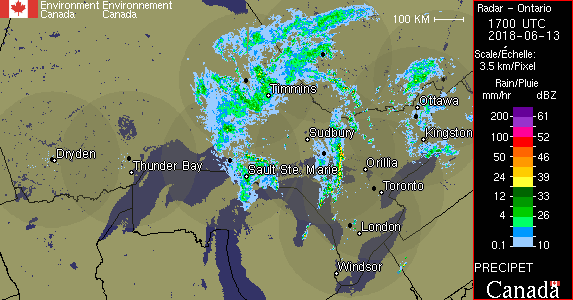 Environment Environnement
Canada Canada
100 KM
Timmins
Ottawa
Sudbury
Kingston
Dryden
Thunder Bay
Sault Ste. Marie
Orillia
Toronto
London
Windsor
Radar - Ontario
1700 UTC
2018-06-13
Scale/Échelle:
3.5 km/Pixel
Rain/Pluie
mm/hr dBZ
200 61
100 52
50 46
24 39
12 33
4 26
0.1 10
PRECIPET
Canada